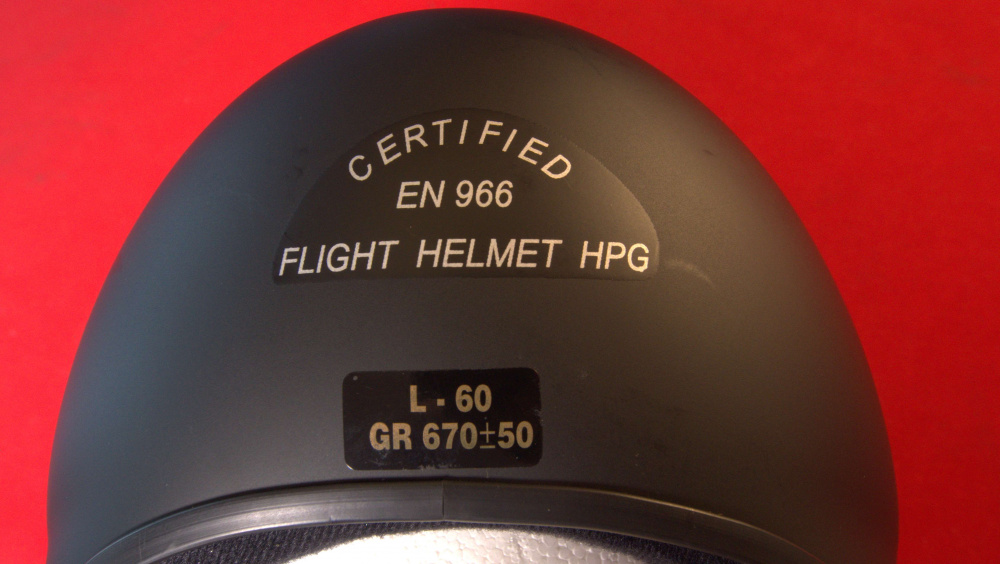 CERTIFIED
EN 966
FLIGHT HELMET HPG
L - 60
GR 670±50